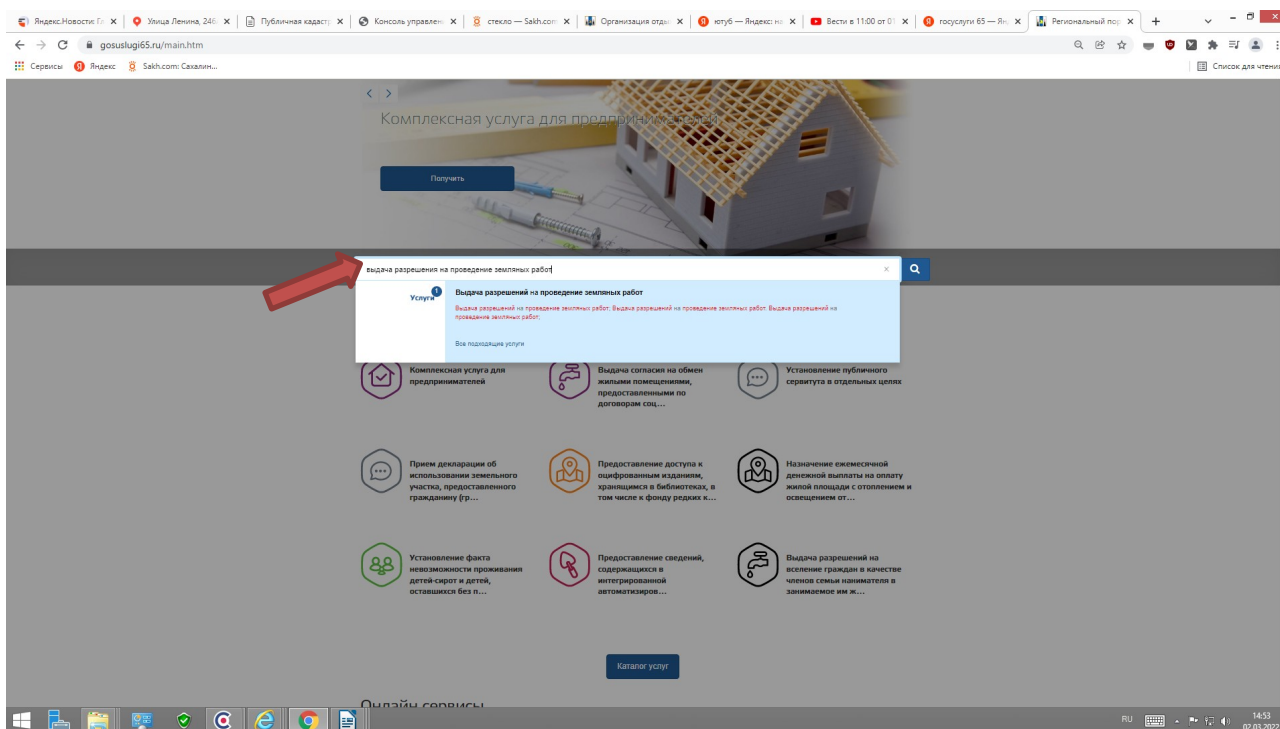 Яндекс.Новости: Гл
Улица Ленина, 246
Публичная кадастр
Консоль управлен
стекло — Sakh.com
Организация отды
ютуб — Яндекс: на
Вести в 11:00 от 01
госуслуги 65 — Ян
Региональный пор
gosuslugi65.ru/main.htm
Сервисы
Яндекс
Sakh.com: Сахалин...
Список для чтения
Комплексная услуга для предпринимателей
Получить
выдача разрешения на проведение земляных работ
Услуги 1
Выдача разрешений на проведение земляных работ
Выдача разрешений на проведение земляных работ; Выдача разрешений на проведение земляных работ. Выдача разрешений на
проведение земляных работ;
Все подходящие услуги
Комплексная услуга для
предпринимателей
Выдача согласия на обмен
жилыми помещениями,
предоставленными по
договорам соц...
Установление публичного
сервитута в отдельных целях
Прием декларации об
использовании земельного
участка, предоставленного
гражданину (гр...
Предоставление доступа к
оцифрованным изданиям,
хранящимся в библиотеках, в
том числе к фонду редких к...
Назначение ежемесячной
денежной выплаты на оплату
жилой площади с отоплением и
освещением от...
Установление факта
невозможности проживания
детей-сирот и детей,
оставшихся без п...
Предоставление сведений,
содержащихся в
интегрированной
автоматизиров...
Выдача разрешений на
вселение граждан в качестве
членов семьи нанимателя в
занимаемое им ж...
Каталог услуг
Онлайн сервисы
RU
14:53
02.03.2022